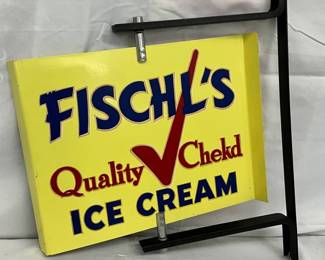 FISCHL'S
Quality Chekd
ICE CREAM